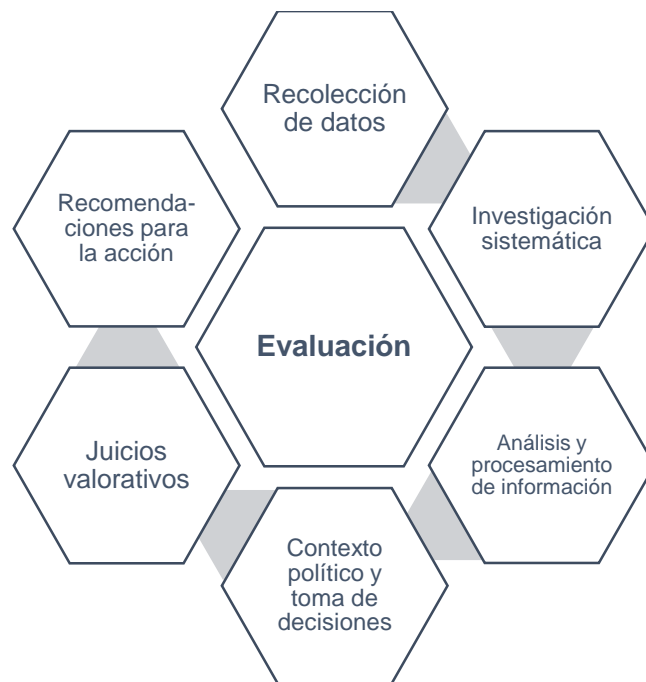 Recolección
de datos
Investigación
sistemática
Análisis y
procesamiento
de información
Contexto
político y
toma de
decisiones
Juicios
valorativos
Recomenda-
ciones para
la acción
Evaluación